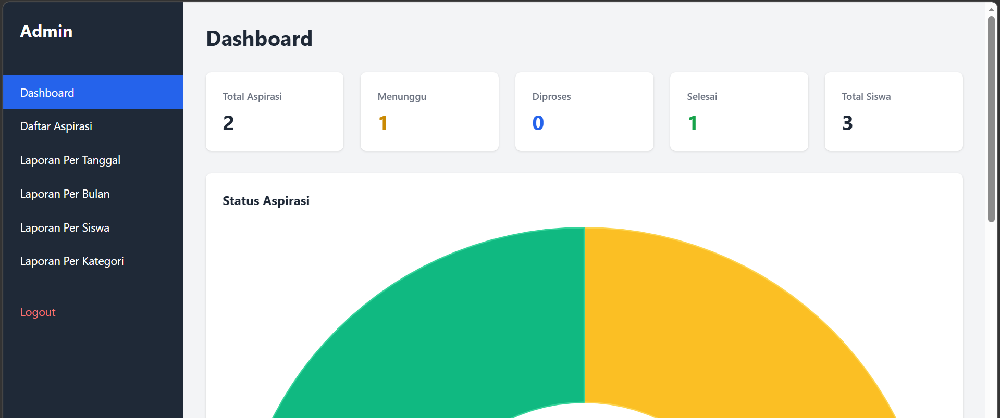 Admin
Dashboard
Daftar Aspirasi
Laporan Per Tanggal
Laporan Per Bulan
Laporan Per Siswa
Laporan Per Kategori
Logout
Dashboard
Total Aspirasi
2
Menunggu
1
Diproses
0
Selesai
1
Total Siswa
3
Status Aspirasi